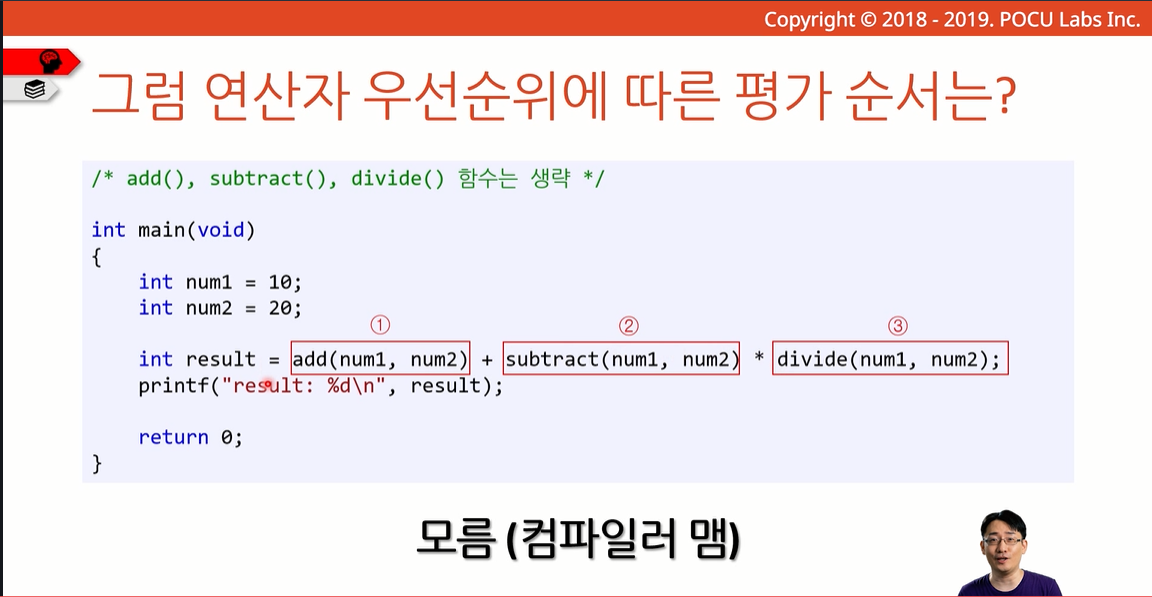 Copyright © 2018 - 2019. POCU Labs Inc.
그럼 연산자 우선순위에 따른 평가 순서는?
/* add(), subtract(), divide() 함수는 생략 */
int main(void)
{
    int num1 = 10;
    int num2 = 20;
① ② ③
    int result = add(num1, num2) + subtract(num1, num2) * divide(num1, num2);
    printf("result: %d\n", result);
    return 0;
}
모름 (컴파일러 맴)